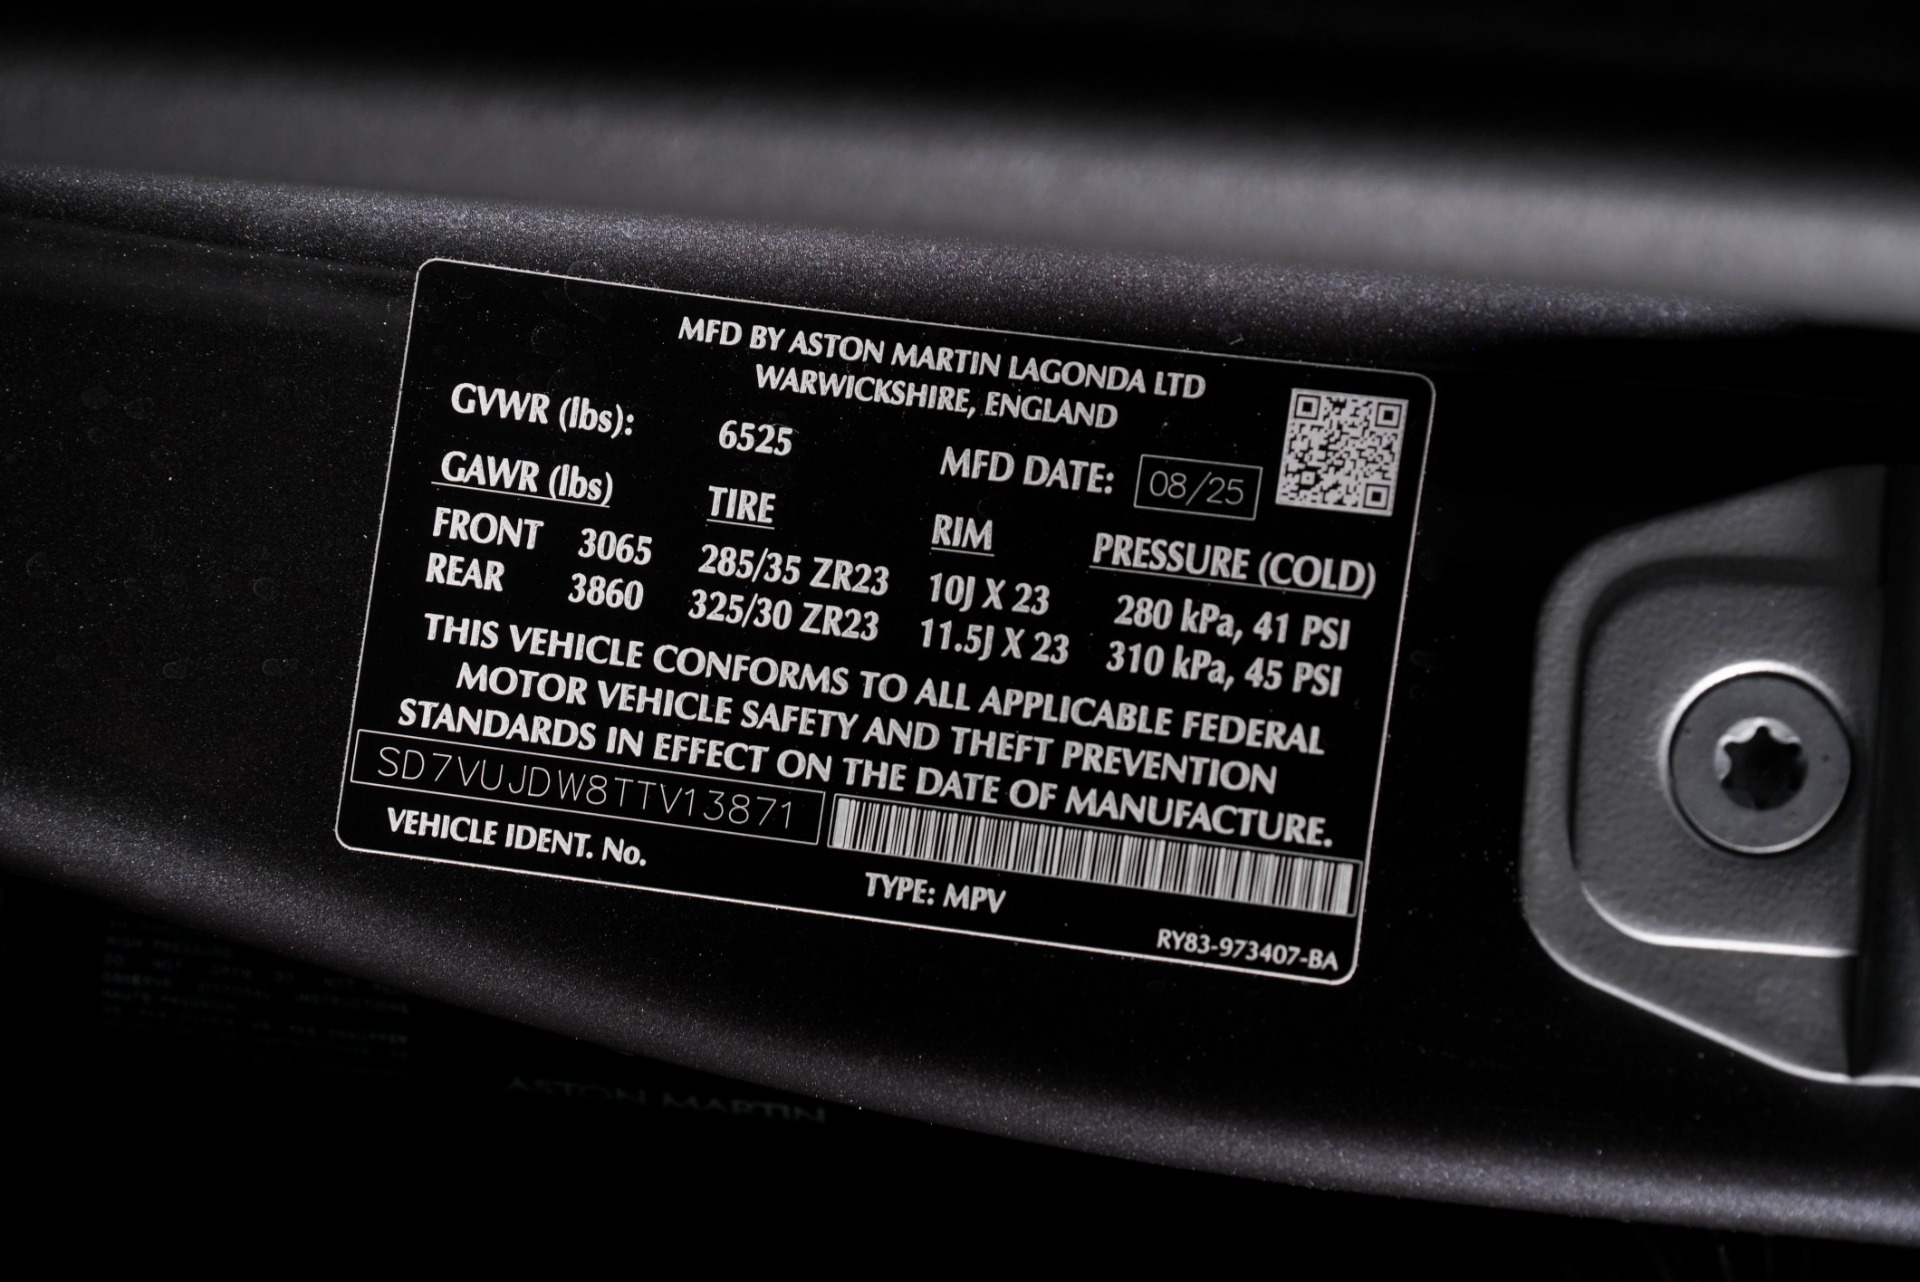 MFD BY ASTON MARTIN LAGONDA LTD
WARWICKSHIRE, ENGLAND
GVWR (lbs): 6525 MFD DATE: 08/25
GAWR (lbs) TIRE RIM PRESSURE (COLD)
FRONT 3065 285/35 ZR23 10J X 23 280 kPa, 41 PSI
REAR 3860 325/30 ZR23 11.5J X 23 310 kPa, 45 PSI
THIS VEHICLE CONFORMS TO ALL APPLICABLE FEDERAL
MOTOR VEHICLE SAFETY AND THEFT PREVENTION
STANDARDS IN EFFECT ON THE DATE OF MANUFACTURE.
SD7VUJDW8TTV13871
VEHICLE IDENT. No.
TYPE: MPV
RY83-973407-BA
ASTON MARTIN